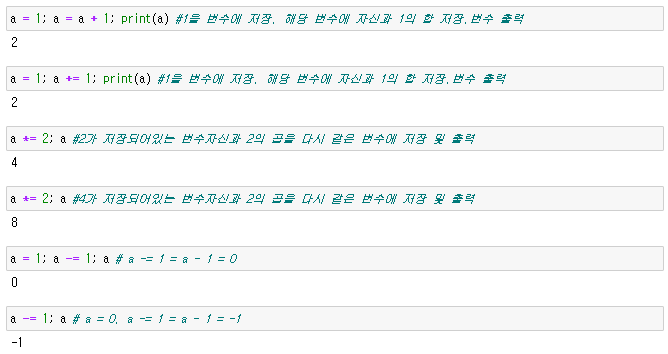 a = 1; a = a + 1; print(a) #1을 변수에 저장. 해당 변수에 자신과 1의 합 저장.변수 출력
2
a = 1; a += 1; print(a) #1을 변수에 저장. 해당 변수에 자신과 1의 합 저장.변수 출력
2
a *= 2; a #2가 저장되어있는 변수자신과 2의 곱을 다시 같은 변수에 저장 및 출력
4
a *= 2; a #4가 저장되어있는 변수자신과 2의 곱을 다시 같은 변수에 저장 및 출력
8
a = 1; a -= 1; a # a -= 1 = a - 1 = 0
0
a -= 1; a # a = 0. a -= 1 = a - 1 = -1
-1